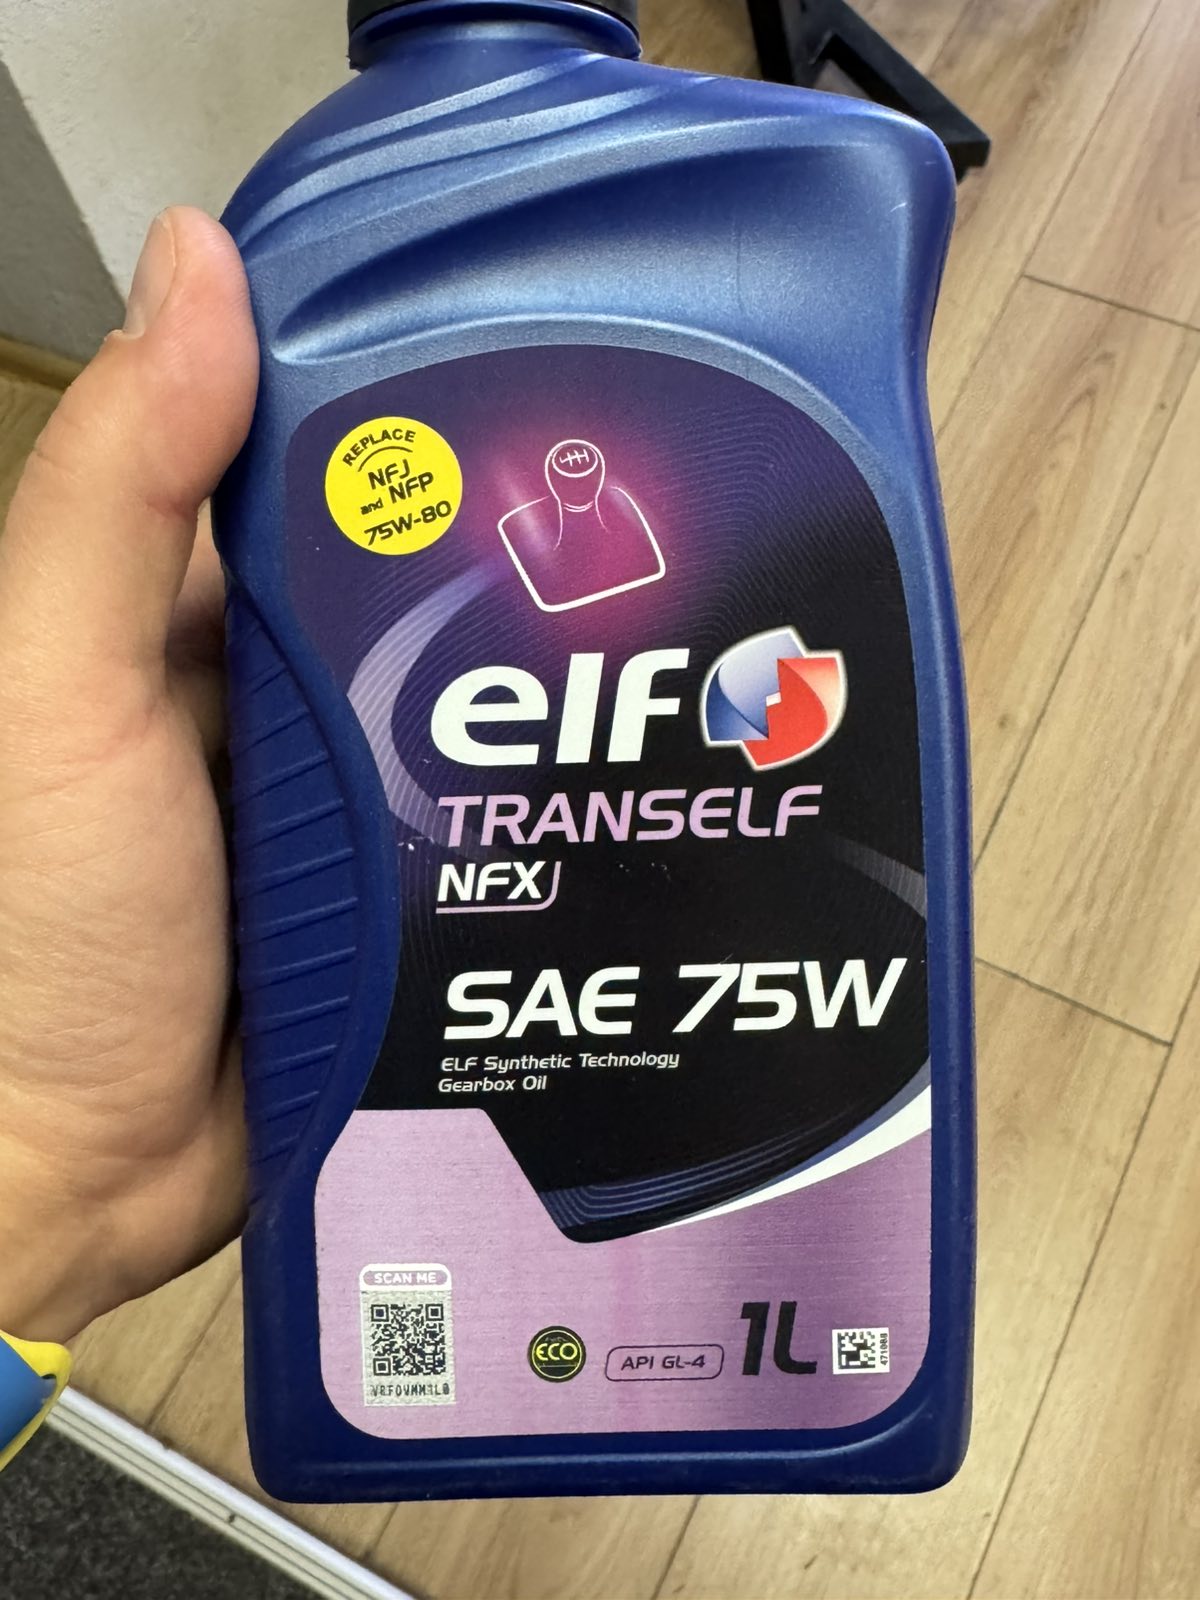 REPLACE
NFJ
and NFP
75W-80
elf
TRANSELF
NFX
SAE 75W
ELF Synthetic Technology
Gearbox Oil
SCAN ME
ECO
API GL-4
1L
471088